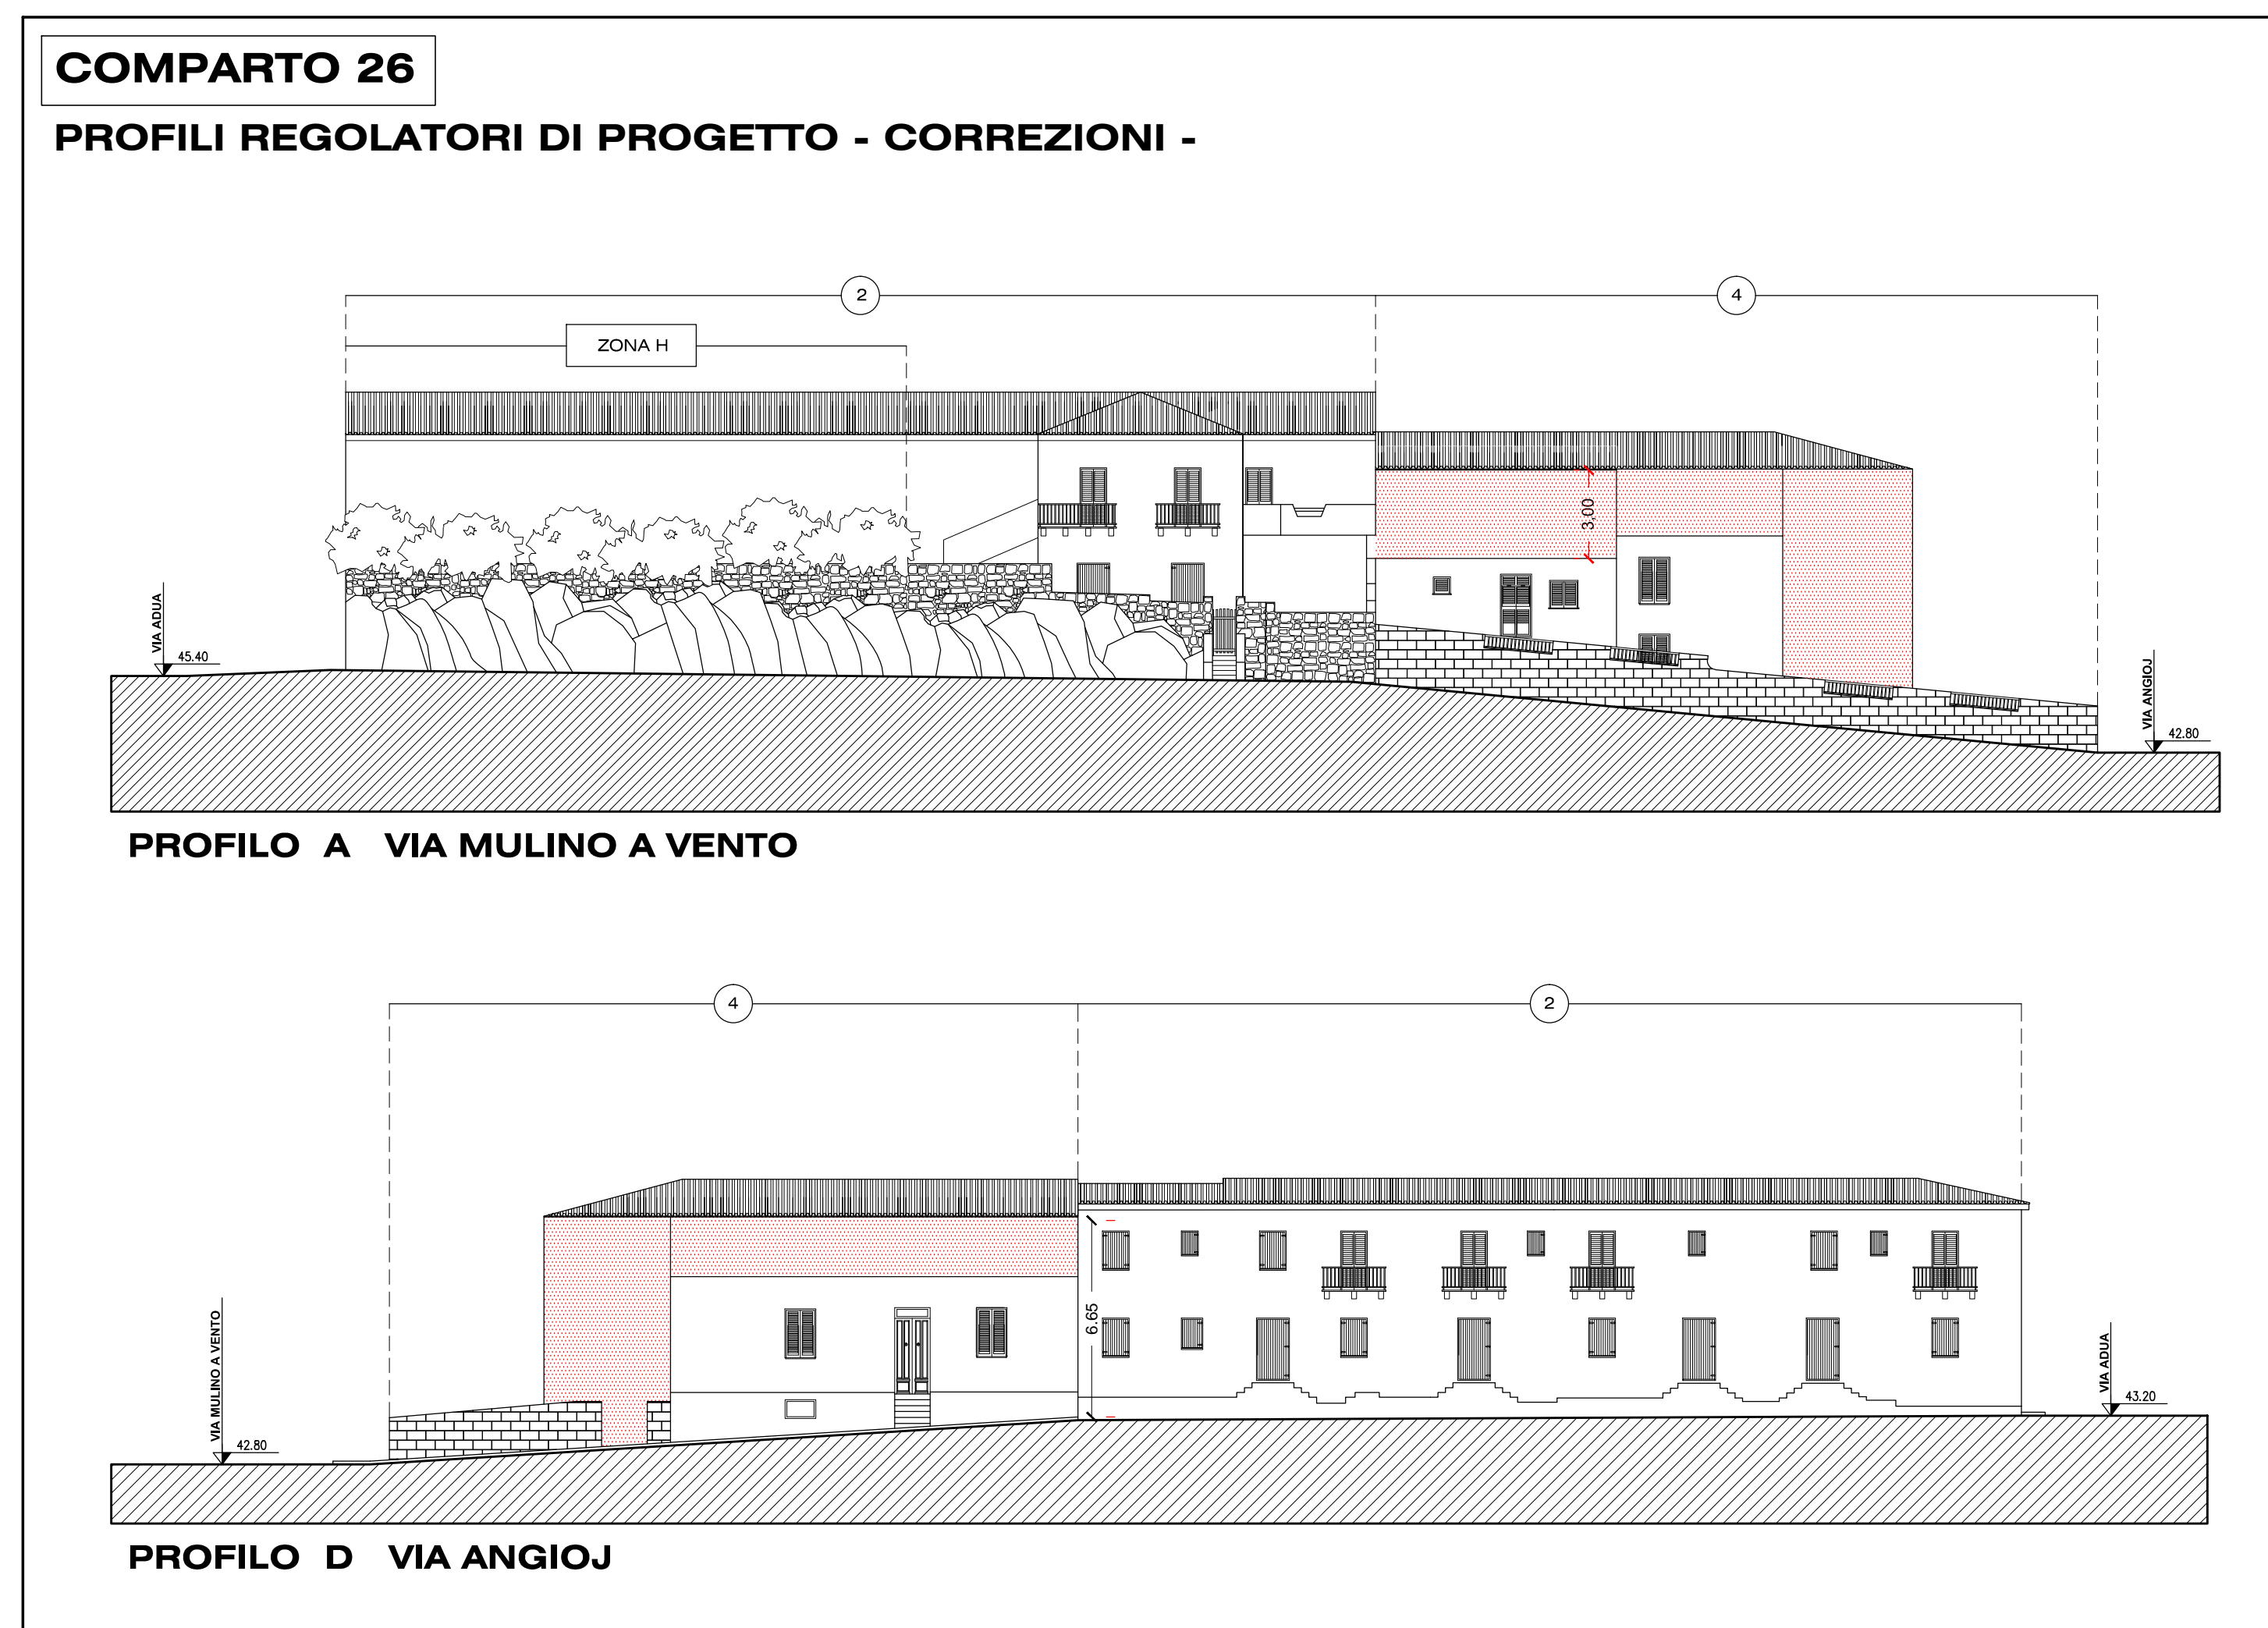 COMPARTO 26
PROFILI REGOLATORI DI PROGETTO - CORREZIONI -
2
4
ZONA H
3,00
VIA ADUA
45.40
VIA ANGIOJ
42.80
PROFILO A VIA MULINO A VENTO
4
2
6.65
VIA MULINO A VENTO
42.80
VIA ADUA
43.20
PROFILO D VIA ANGIOJ